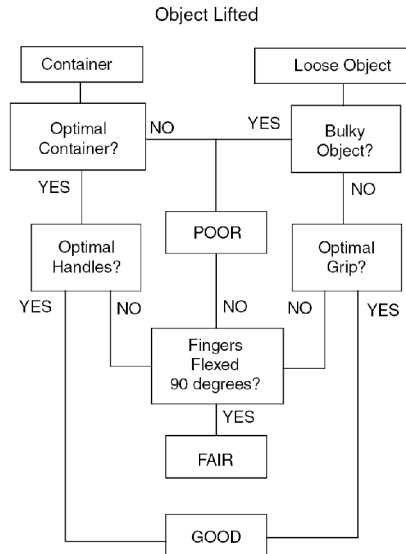 Object Lifted
Container
Loose Object
Optimal
Container?
NO
YES
Bulky
Object?
YES
NO
Optimal
Handles?
POOR
Optimal
Grip?
YES
NO
NO
NO
YES
Fingers
Flexed
90 degrees?
YES
FAIR
GOOD